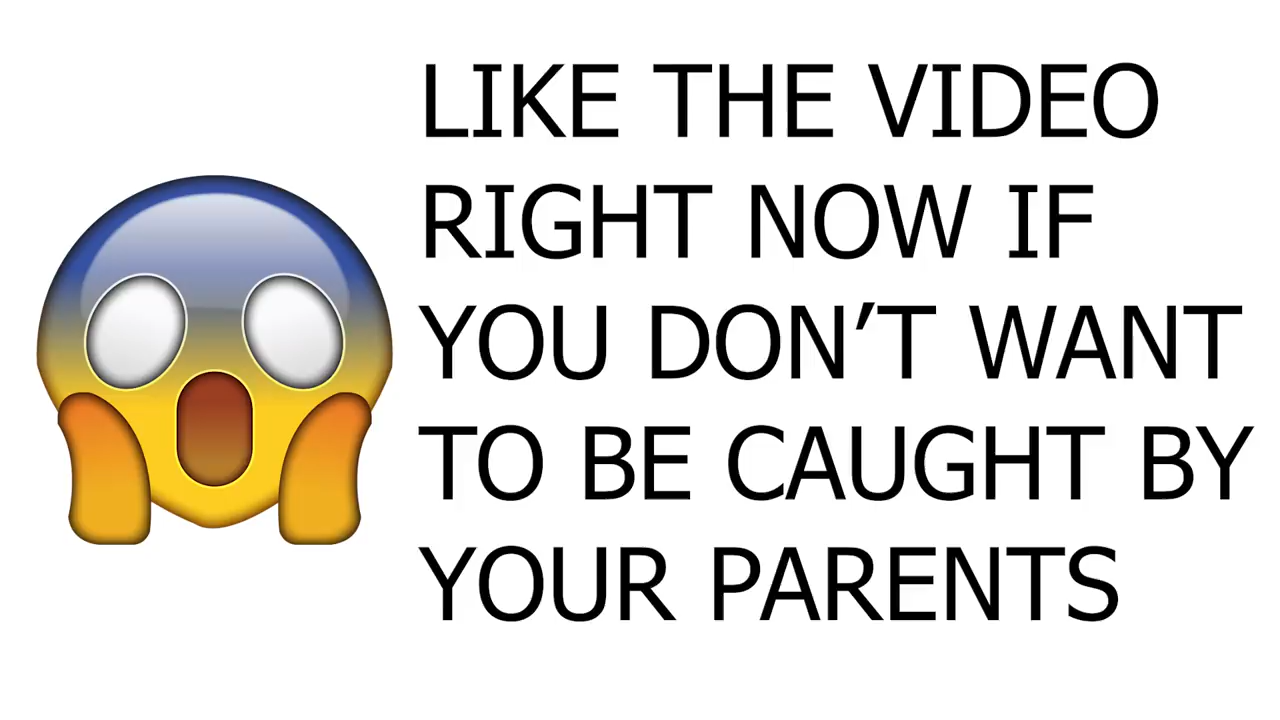 LIKE THE VIDEO
RIGHT NOW IF
YOU DON’T WANT
TO BE CAUGHT BY
YOUR PARENTS